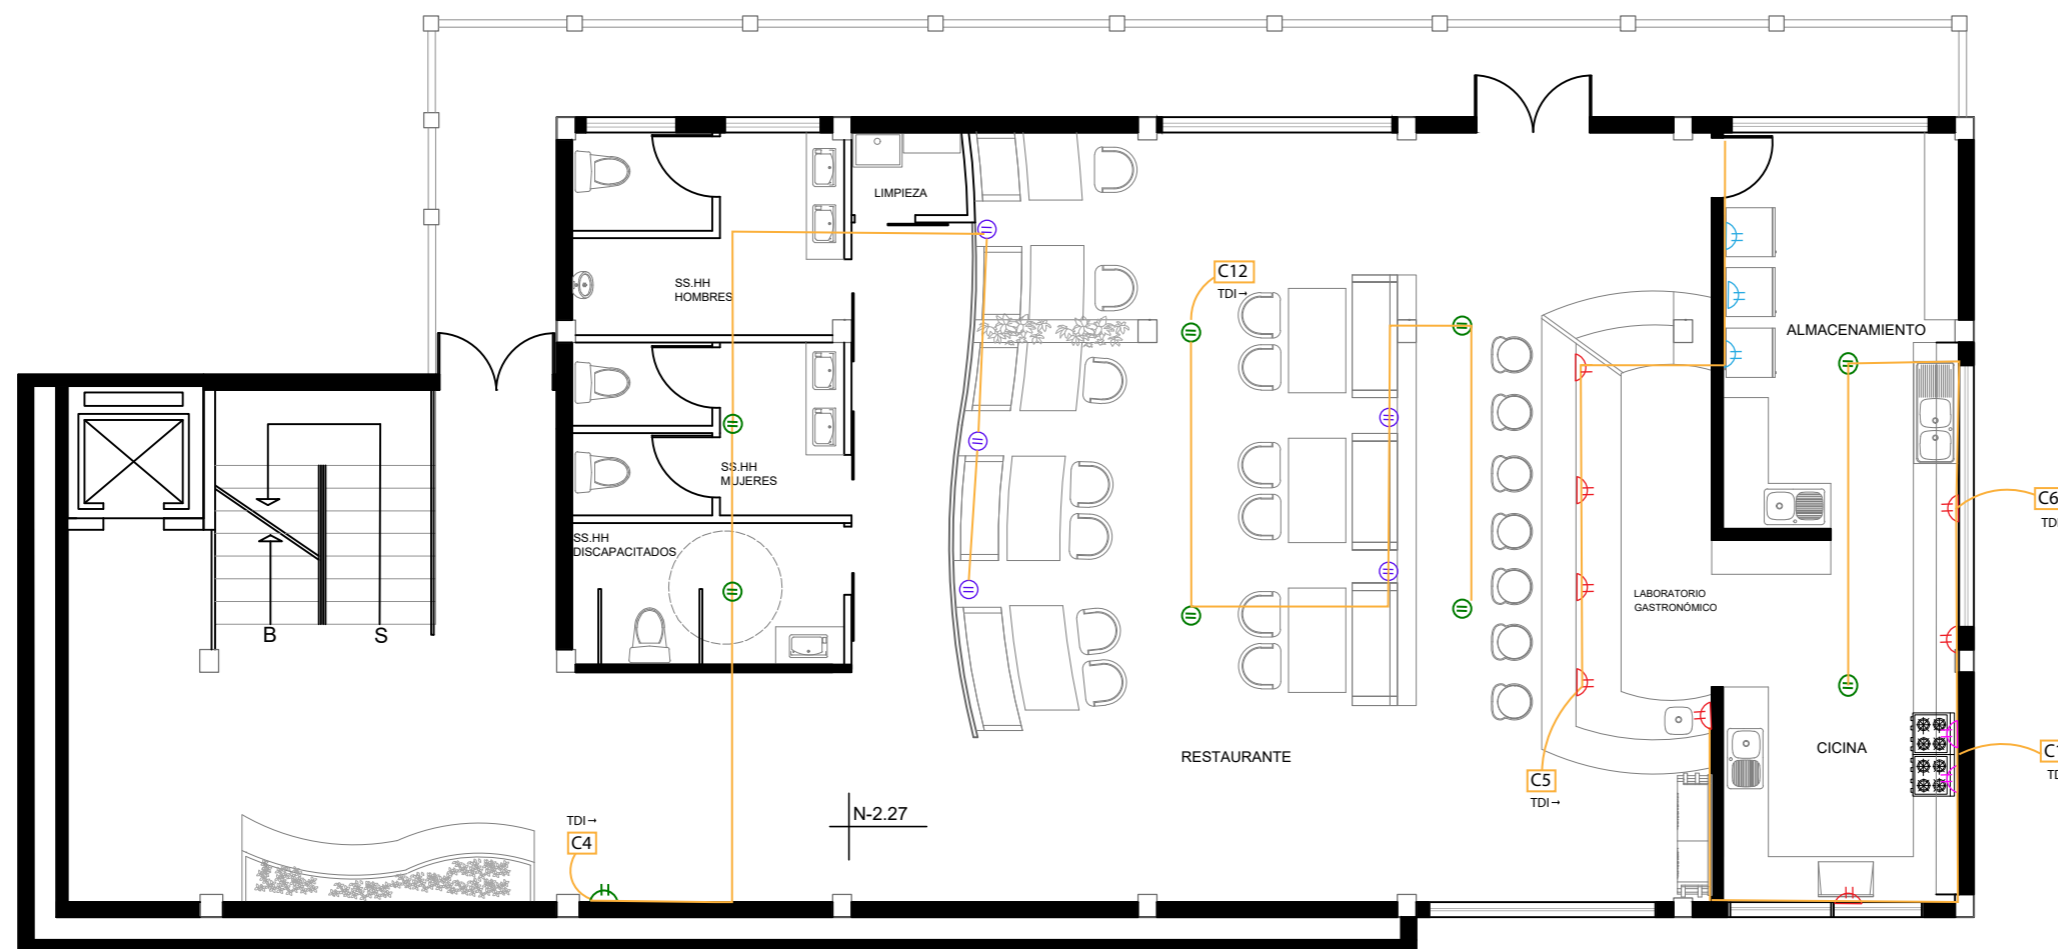 LIMPIEZA
SS.HH
HOMBRES
C12
TDI→
ALMACENAMIENTO
SS.HH
MUJERES
C6
SS.HH
DISCAPACITADOS
LABORATORIO
GASTRONÓMICO
B
S
RESTAURANTE
CICINA
C5
TDI→
N-2.27
TDI→
C4